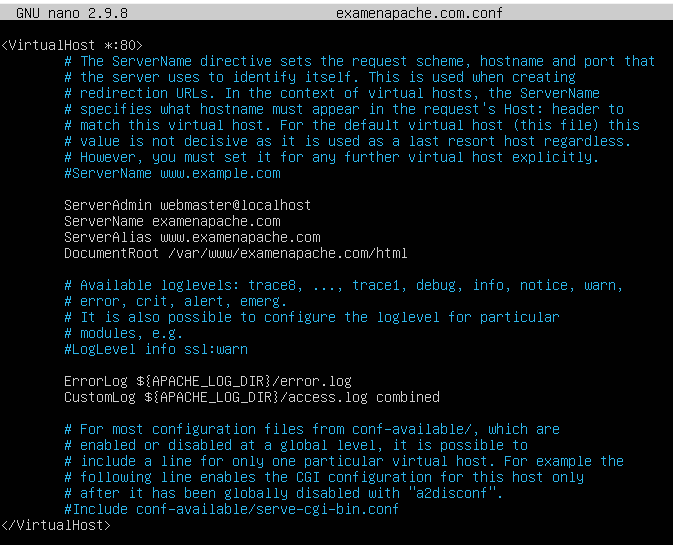 GNU nano 2.9.8 examenapache.com.conf
<VirtualHost *:80>
# The ServerName directive sets the request scheme, hostname and port that
# the server uses to identify itself. This is used when creating
# redirection URLs. In the context of virtual hosts, the ServerName
# specifies what hostname must appear in the request's Host: header to
# match this virtual host. For the default virtual host (this file) this
# value is not decisive as it is used as a last resort host regardless.
# However, you must set it for any further virtual host explicitly.
#ServerName www.example.com
ServerAdmin webmaster@localhost
ServerName examenapache.com
ServerAlias www.examenapache.com
DocumentRoot /var/www/examenapache.com/html
# Available loglevels: trace8, ..., trace1, debug, info, notice, warn,
# error, crit, alert, emerg.
# It is also possible to configure the loglevel for particular
# modules, e.g.
#LogLevel info ssl:warn
ErrorLog ${APACHE_LOG_DIR}/error.log
CustomLog ${APACHE_LOG_DIR}/access.log combined
# For most configuration files from conf-available/, which are
# enabled or disabled at a global level, it is possible to
# include a line for only one particular virtual host. For example the
# following line enables the CGI configuration for this host only
# after it has been globally disabled with "a2disconf".
#Include conf-available/serve-cgi-bin.conf
</VirtualHost>